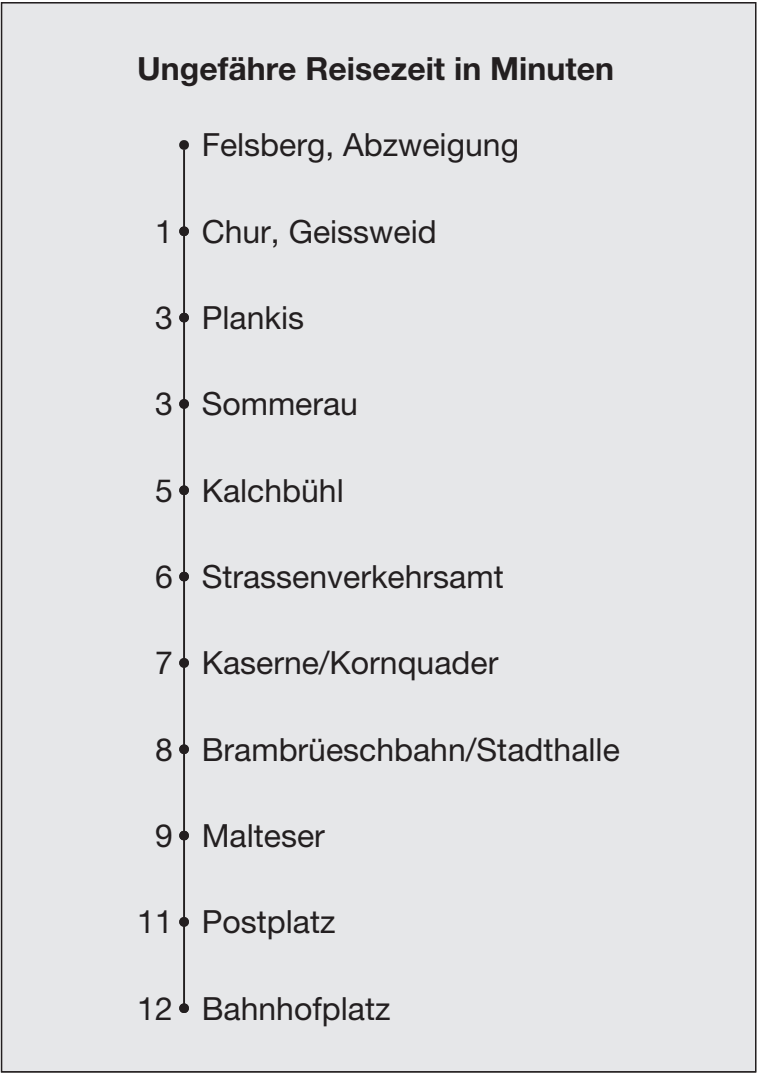 Ungefähre Reisezeit in Minuten
Felsberg, Abzweigung
1 Chur, Geissweid
3 Plankis
3 Sommerau
5 Kalchbühl
6 Strassenverkehrsamt
7 Kaserne/Kornquader
8 Brambrüeschbahn/Stadthalle
9 Malteser
11 Postplatz
12 Bahnhofplatz